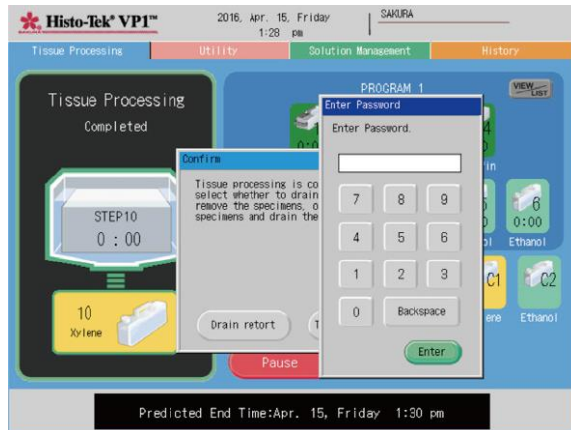 SAKURA
Histo-Tek® VP1™
2016, Apr. 15, Friday
1:28 pm
SAKURA
Tissue Processing
Utility
Solution Management
History
Tissue Processing
Completed
STEP10
0 : 00
10
Xylene
PROGRAM 1
VIEW
LIST
6
0:00
Ethanol
C1
C2
Ethanol
Confirm
Tissue processing is co
select whether to drain
remove the specimens, o
specimens and drain the
Drain retort
Pause
Enter Password
Enter Password.
7 8 9
4 5 6
1 2 3
0 Backspace
Enter
Predicted End Time:Apr. 15, Friday 1:30 pm